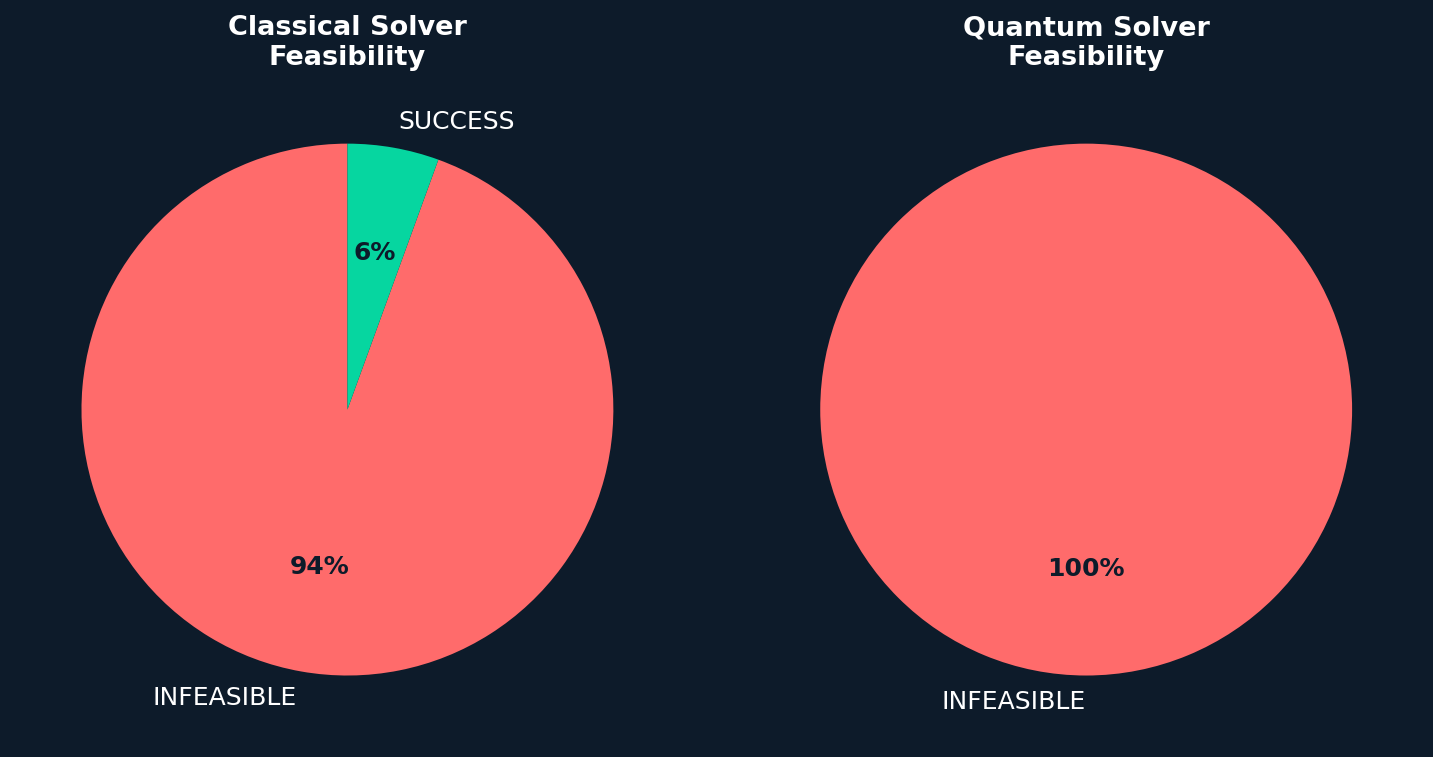 Classical Solver
Feasibility
SUCCESS
6%
94%
INFEASIBLE
Quantum Solver
Feasibility
100%
INFEASIBLE